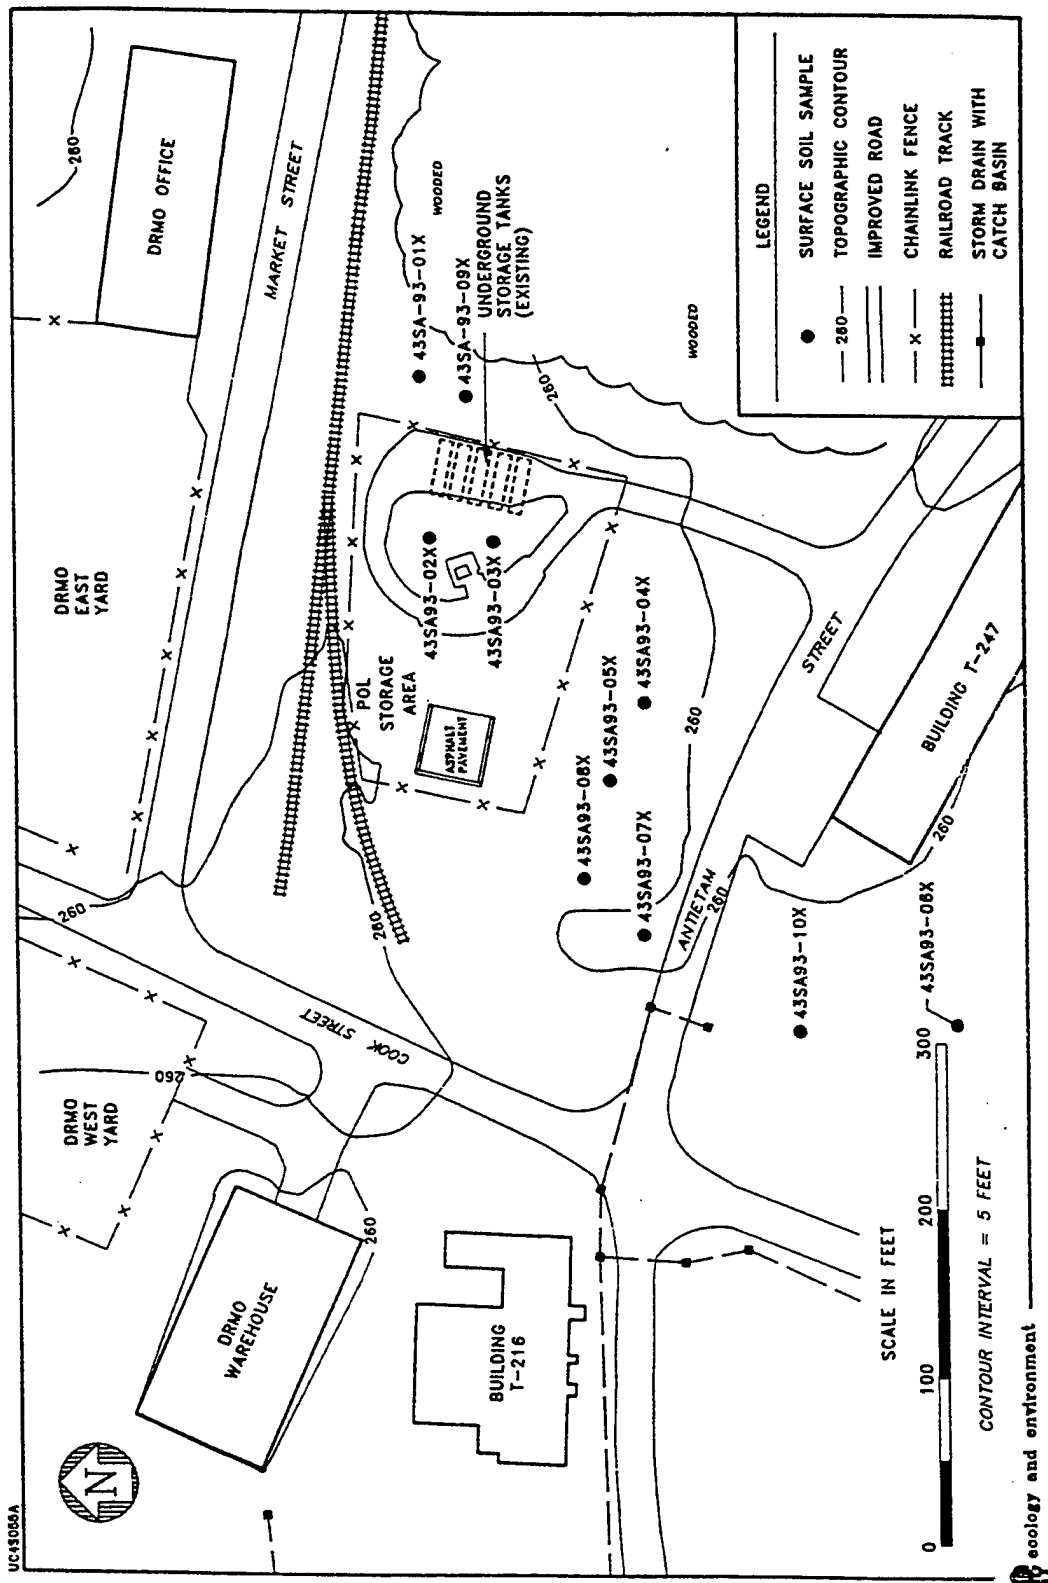 UC4S055A
N
DRMO
WAREHOUSE
DRMO
WEST
YARD
DRMO
EAST
YARD
DRMO OFFICE
260
260
260
260
260
260
260
260
260
260
MARKET STREET
COOK
STREET
ANTIETAM
STREET
BUILDING
T-216
BUILDING T-247
POL
STORAGE
AREA
ASPHALT
PAVEMENT
WOODED
WOODED
UNDERGROUND
STORAGE TANKS
(EXISTING)
43SA-93-01X
43SA-93-09X
43SA93-02X
43SA93-03X
43SA93-04X
43SA93-05X
43SA93-08X
43SA93-07X
43SA93-10X
43SA93-06X
LEGEND
SURFACE SOIL SAMPLE
260
TOPOGRAPHIC CONTOUR
IMPROVED ROAD
X
CHAINLINK FENCE
RAILROAD TRACK
STORM DRAIN WITH
CATCH BASIN
SCALE IN FEET
0
100
200
300
CONTOUR INTERVAL = 5 FEET
ecology and environment